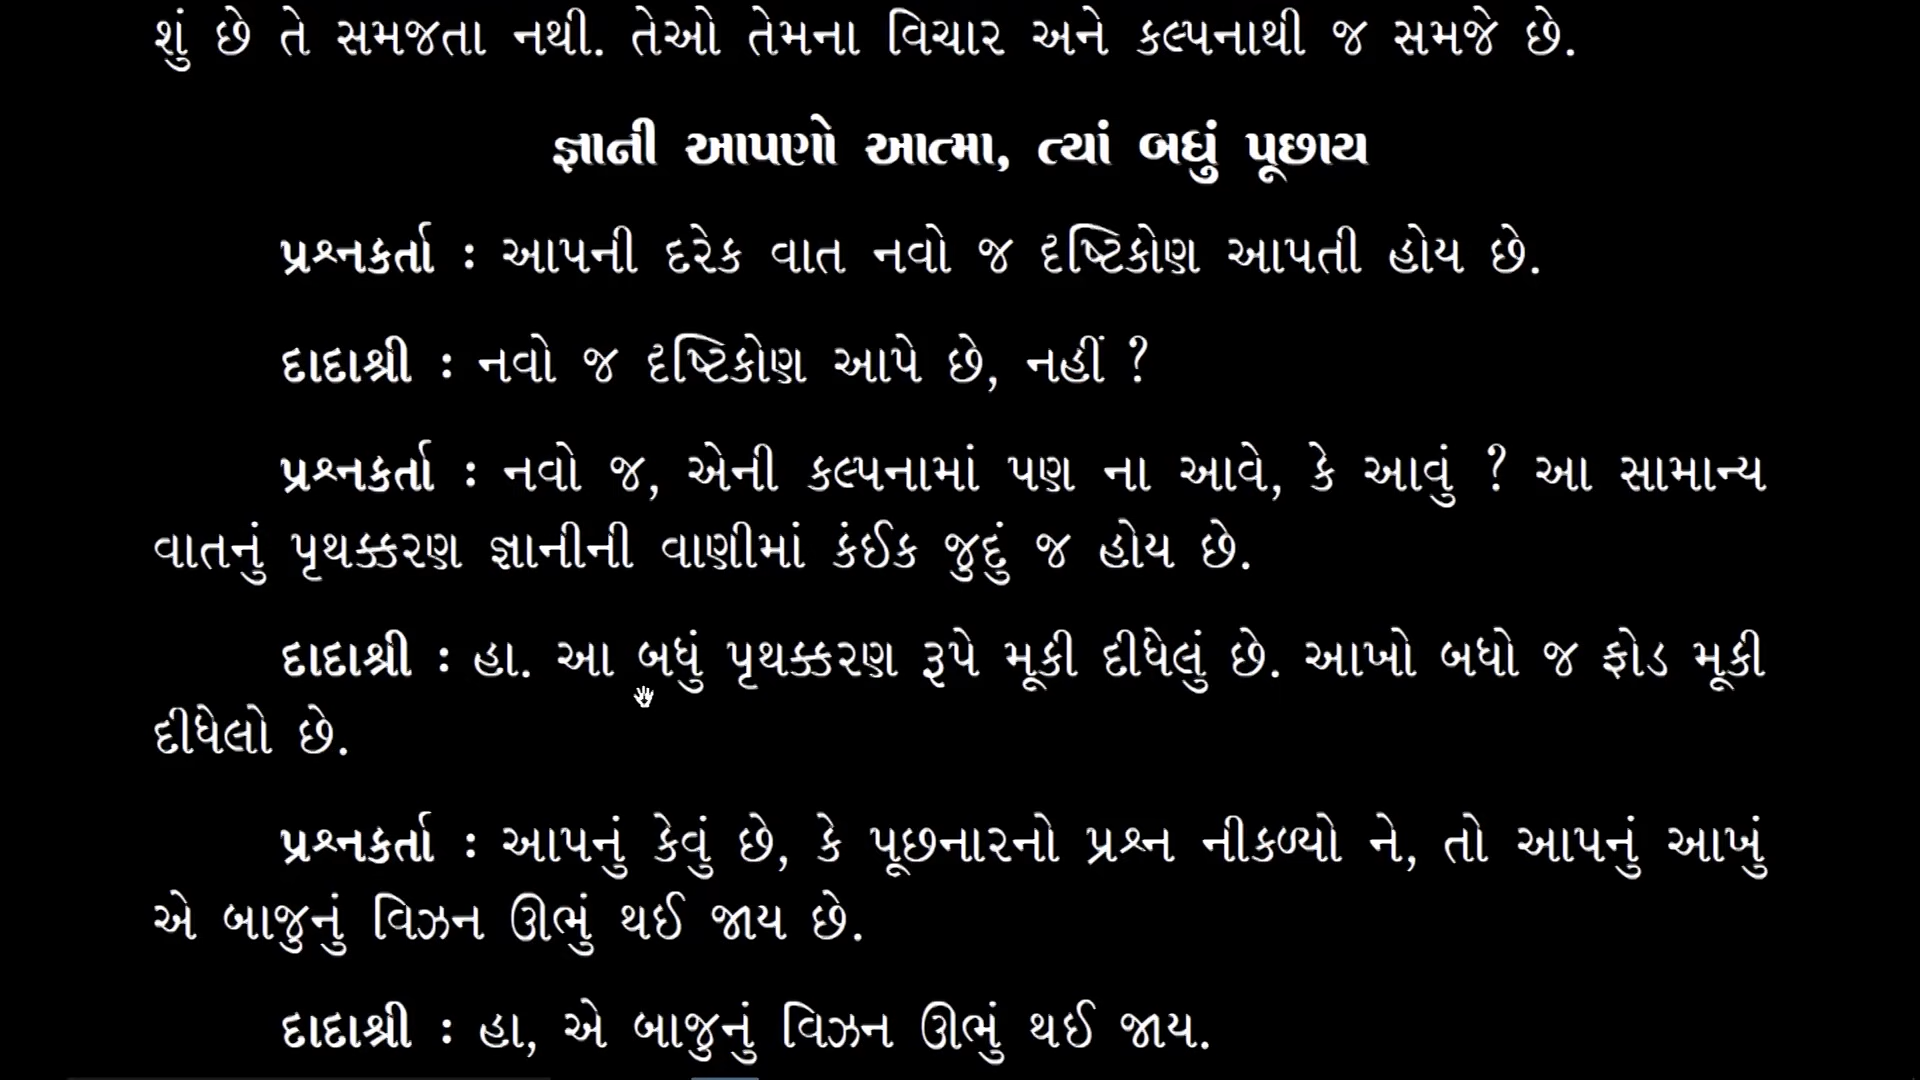 શું છે તે સમજતા નથી. તેઓ તેમના વિચાર અને કલ્પનાથી જ સમજે છે.
જ્ઞાની આપણો આત્મા, ત્યાં બધું પૂછાય
પ્રશ્નકર્તા : આપની દરેક વાત નવો જ દૃષ્ટિકોણ આપતી હોય છે.
દાદાશ્રી : નવો જ દૃષ્ટિકોણ આપે છે, નહીં ?
પ્રશ્નકર્તા : નવો જ, એની કલ્પનામાં પણ ના આવે, કે આવું ? આ સામાન્ય
વાતનું પૃથક્કરણ જ્ઞાનીની વાણીમાં કંઈક જુદું જ હોય છે.
દાદાશ્રી : હા. આ બધું પૃથક્કરણ રૂપે મૂકી દીધેલું છે. આખો બધો જ ફોડ મૂકી
દીધેલો છે.
પ્રશ્નકર્તા : આપનું કેવું છે, કે પૂછનારનો પ્રશ્ન નીકળ્યો ને, તો આપનું આખું
એ બાજુનું વિઝન ઊભું થઈ જાય છે.
દાદાશ્રી : હા, એ બાજુનું વિઝન ઊભું થઈ જાય.